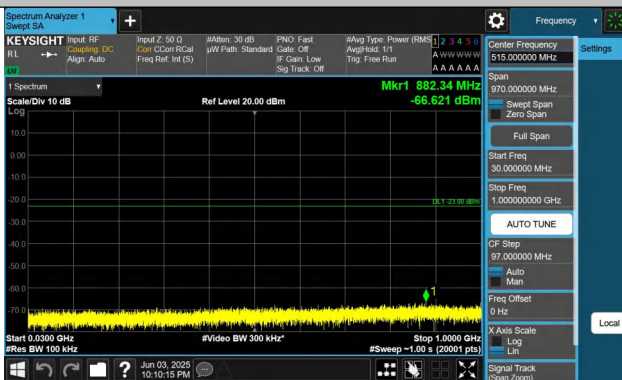 Spectrum Analyzer 1
Swept SA
Frequency
KEYSIGHT Input: RF
RL Coupling: DC
Align: Auto
LXI
Input Z: 50 Ω
Corr CCorr RCal
Freq Ref: Int (S)
#Atten: 30 dB
µW Path: Standard
PNO: Fast
Gate: Off
IF Gain: Low
Sig Track: Off
#Avg Type: Power (RMS)
Avg|Hold: 1/1
Trig: Free Run
1 2 3 4 5 6
A W W W W W
A A A A A A
1 Spectrum
Scale/Div 10 dB
Log
Ref Level 20.00 dBm
Mkr1 882.34 MHz
-66.621 dBm
10.0
0.00
-10.0
-20.0
DL1 -23.00 dBm
-30.0
-40.0
-50.0
-60.0
1
-70.0
Start 0.0300 GHz
#Res BW 100 kHz
#Video BW 300 kHz*
Stop 1.0000 GHz
#Sweep ~1.00 s (20001 pts)
Center Frequency
515.000000 MHz
Settings
Span
970.000000 MHz
Swept Span
Zero Span
Full Span
Start Freq
30.000000 MHz
Stop Freq
1.000000000 GHz
AUTO TUNE
CF Step
97.000000 MHz
Auto
Man
Freq Offset
0 Hz
X Axis Scale
Log
Lin
Local
Signal Track
(Span Zoom)
?
Jun 03, 2025
10:10:15 PM